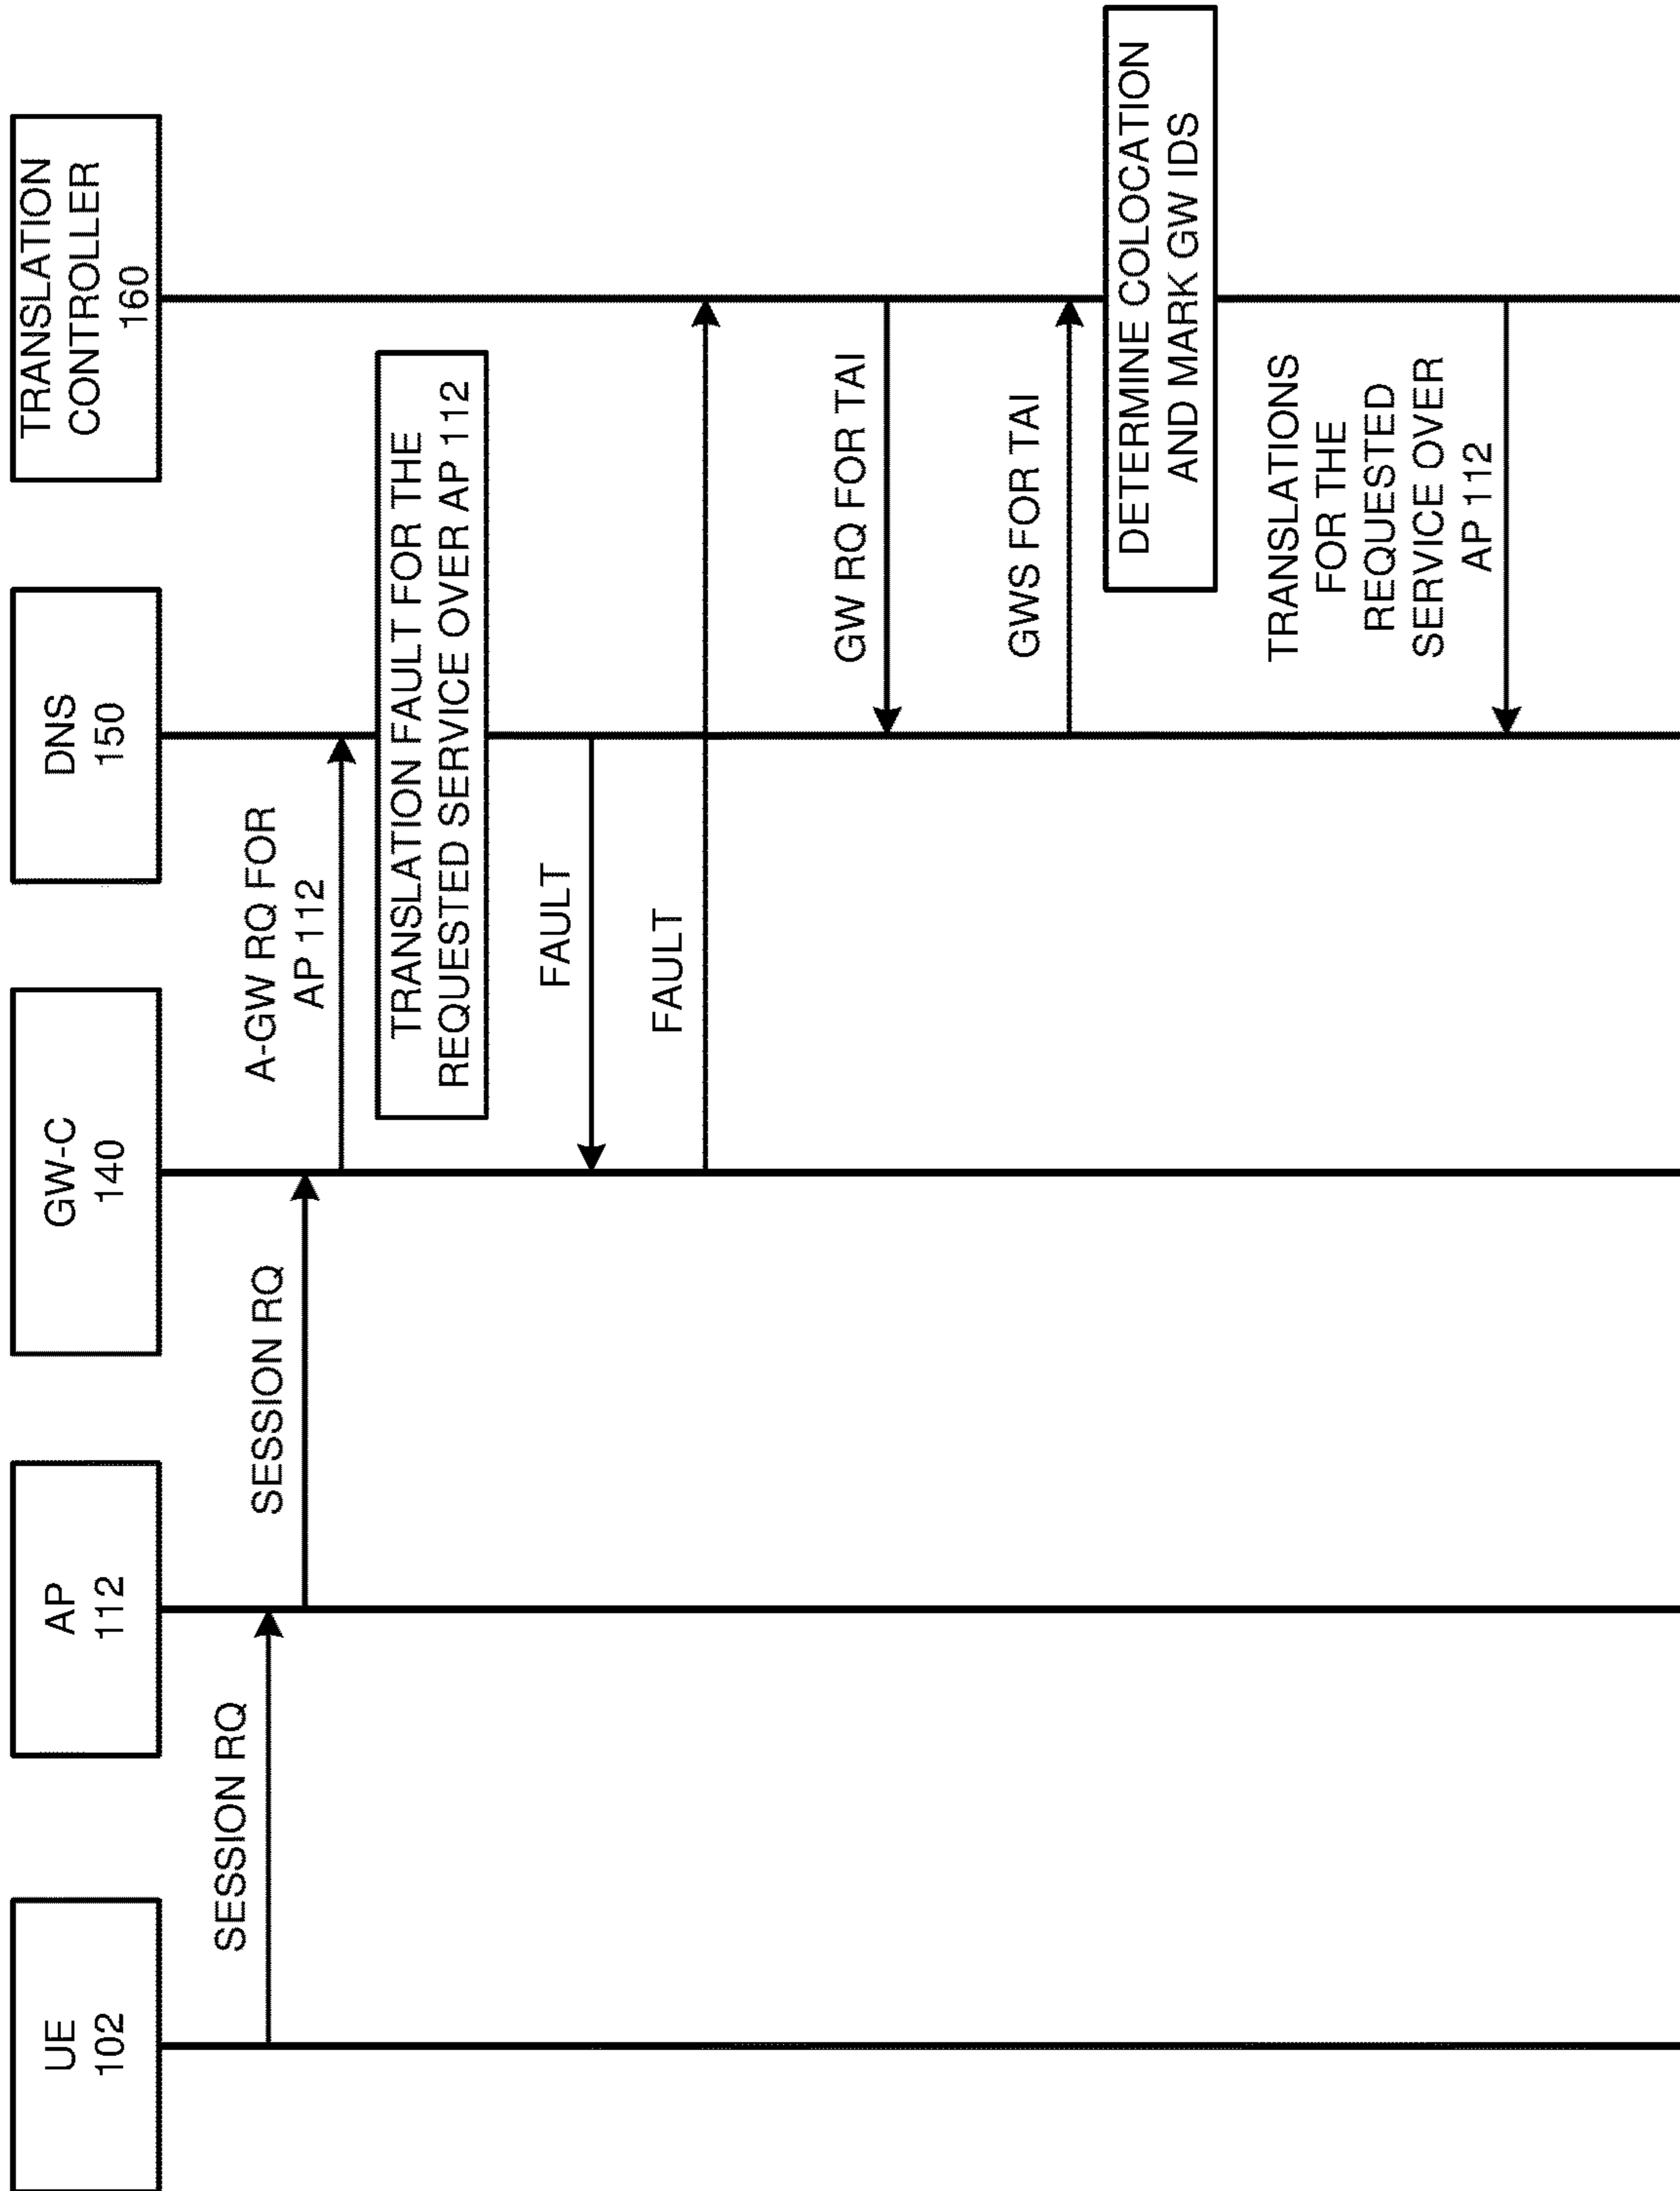 UE
102
AP
112
GW-C
140
DNS
150
TRANSLATION
CONTROLLER
160
SESSION RQ
SESSION RQ
A-GW RQ FOR
AP 112
TRANSLATION FAULT FOR THE
REQUESTED SERVICE OVER AP 112
FAULT
FAULT
GW RQ FOR TAI
GWS FOR TAI
DETERMINE COLOCATION
AND MARK GW IDS
TRANSLATIONS
FOR THE
REQUESTED
SERVICE OVER
AP 112